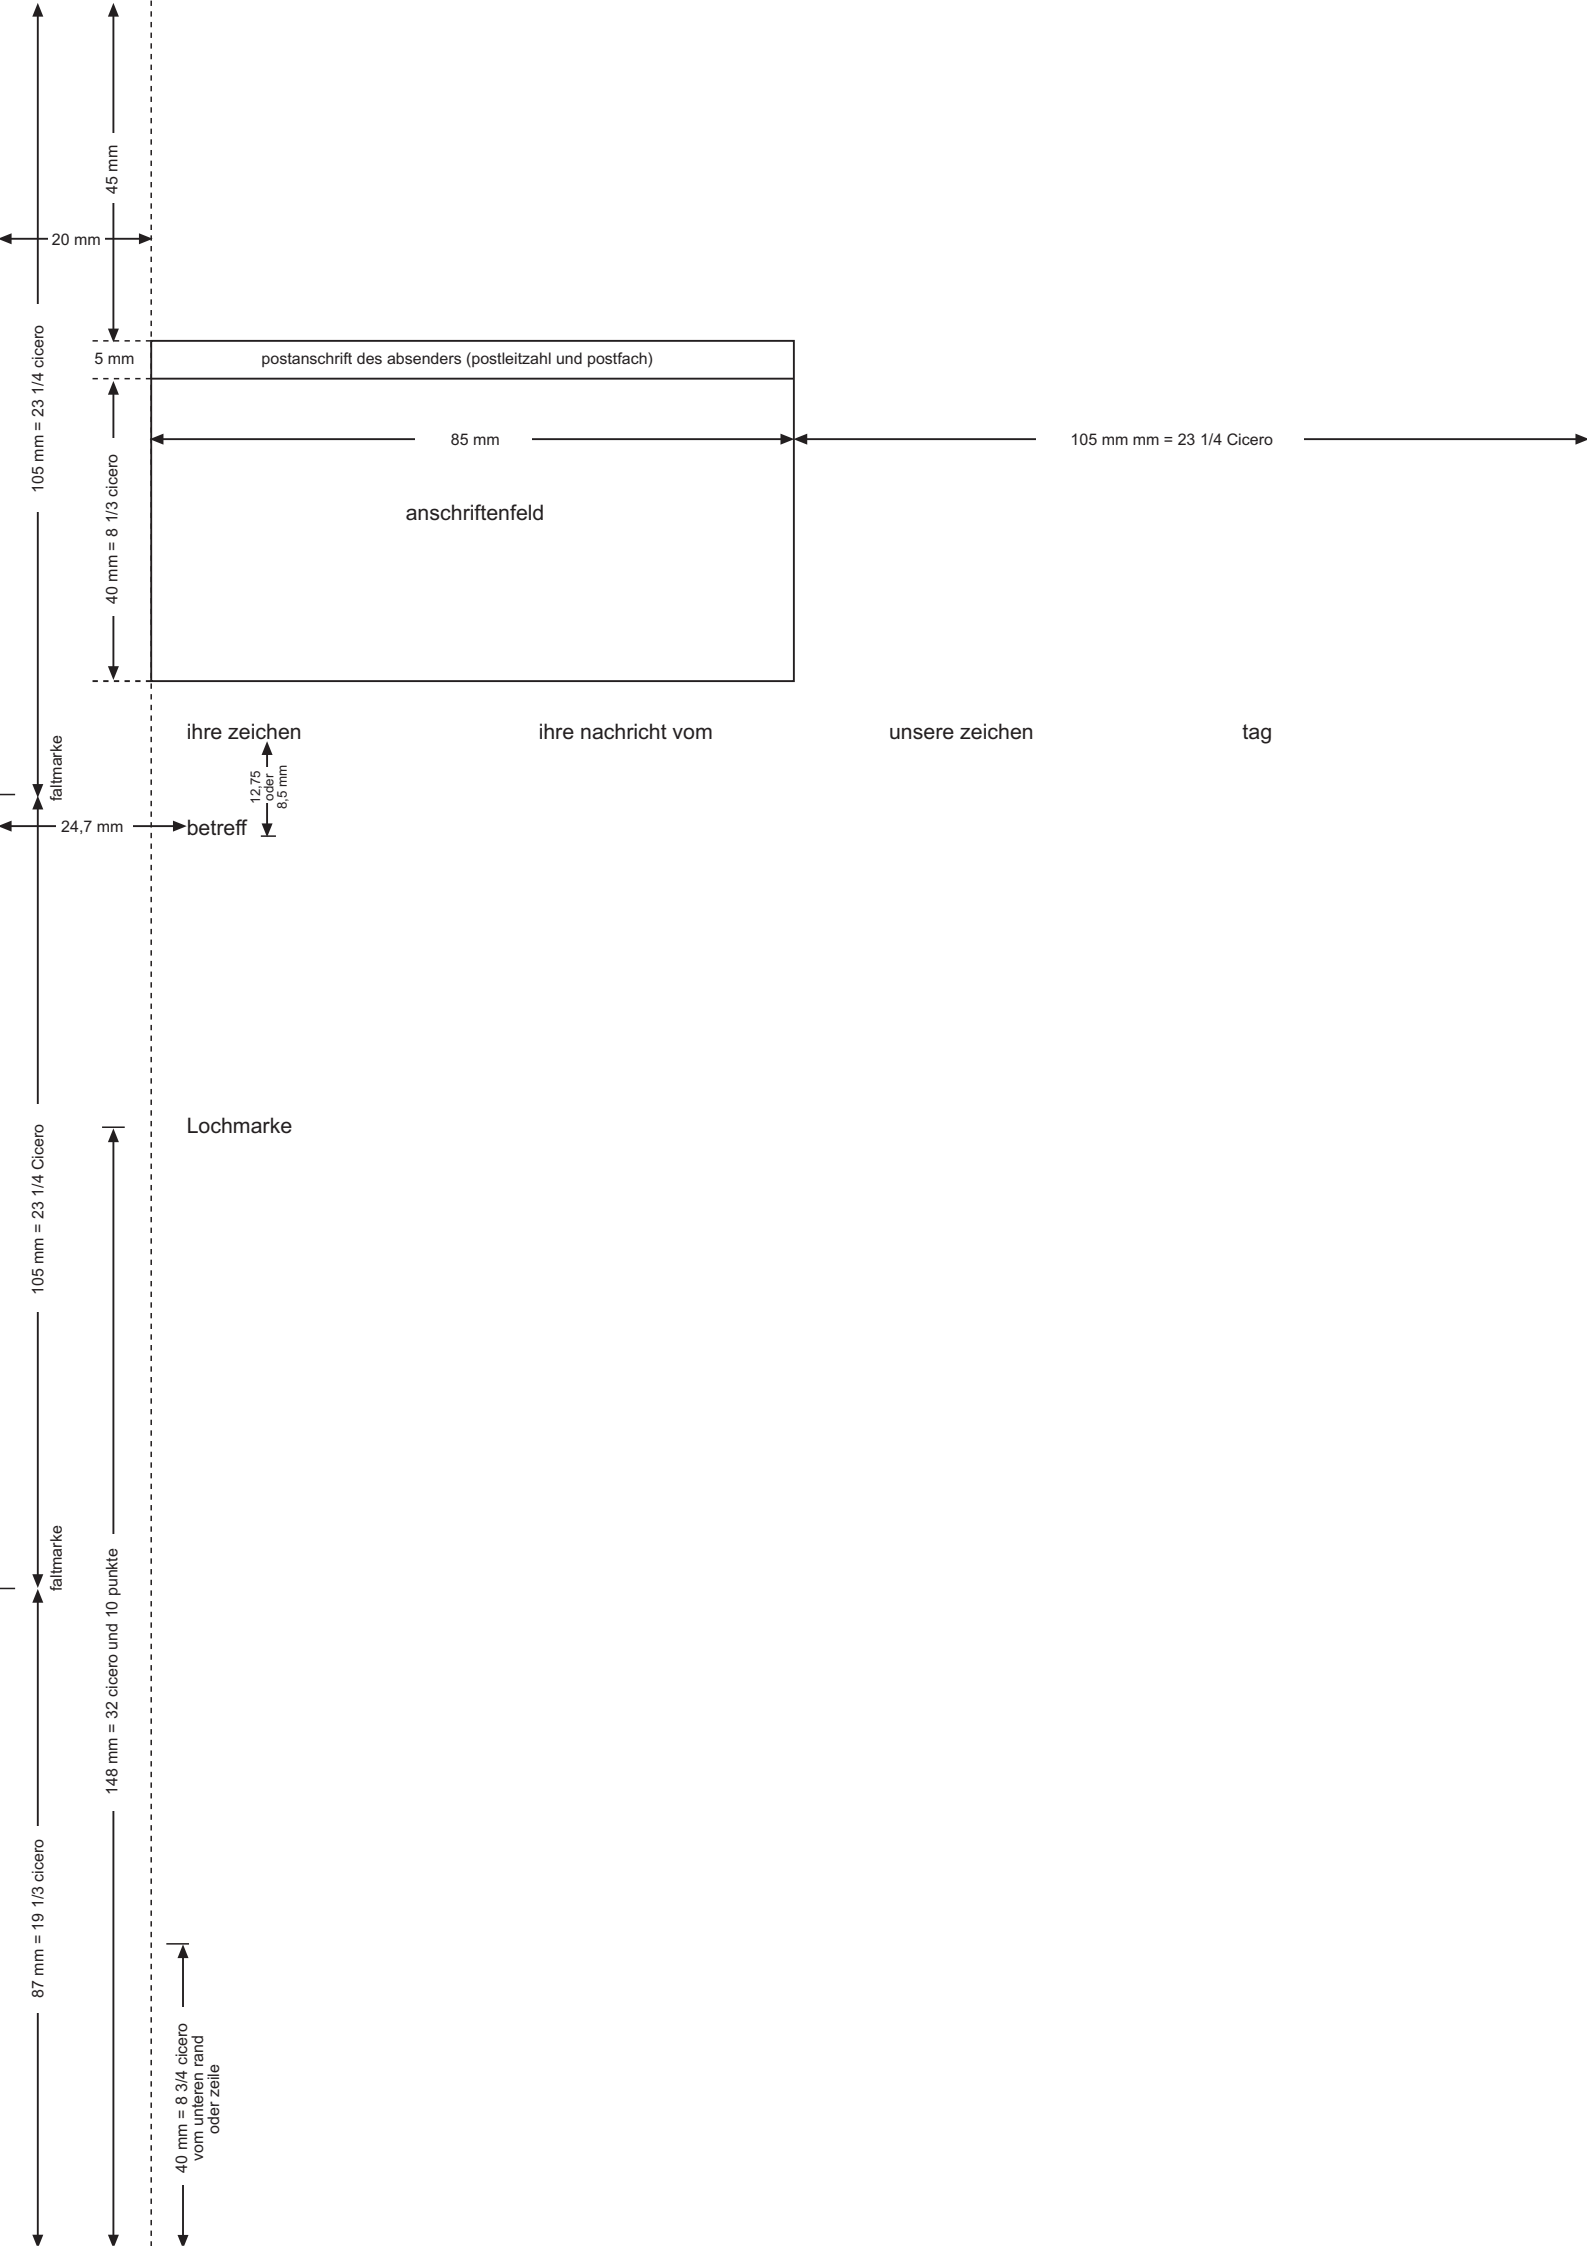 45 mm
20 mm
105 mm = 23 1/4 cicero
5 mm
postanschrift des absenders (postleitzahl und postfach)
85 mm
105 mm mm = 23 1/4 Cicero
40 mm = 8 1/3 cicero
anschriftenfeld
ihre zeichen
ihre nachricht vom
unsere zeichen
tag
faltmarke
12,75
oder
8,5 mm
24,7 mm
betreff
Lochmarke
105 mm = 23 1/4 Cicero
faltmarke
148 mm = 32 cicero und 10 punkte
87 mm = 19 1/3 cicero
40 mm = 8 3/4 cicero
vom unteren rand
oder zeile